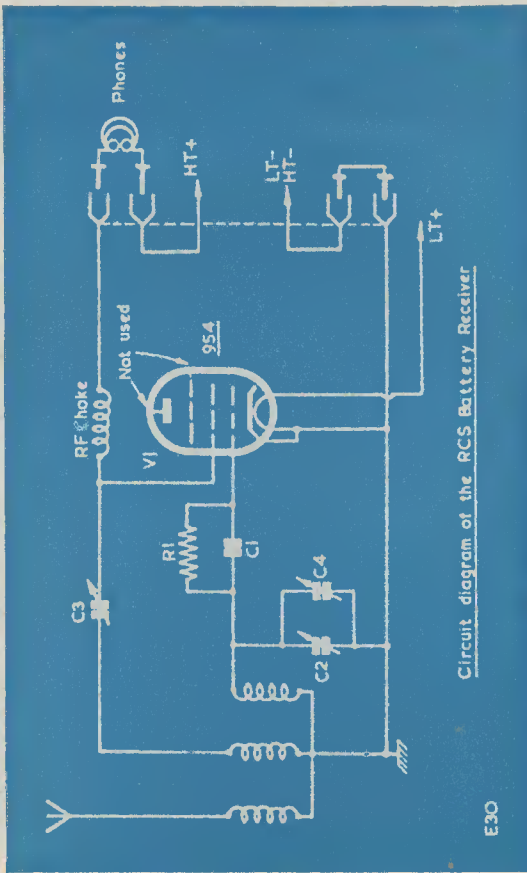 Phones
RF Choke
HT+
C3
Not used
V1
954
R1
C1
LT-
HT-
C2
C4
LT+
Circuit diagram of the RCS Battery Receiver
E30